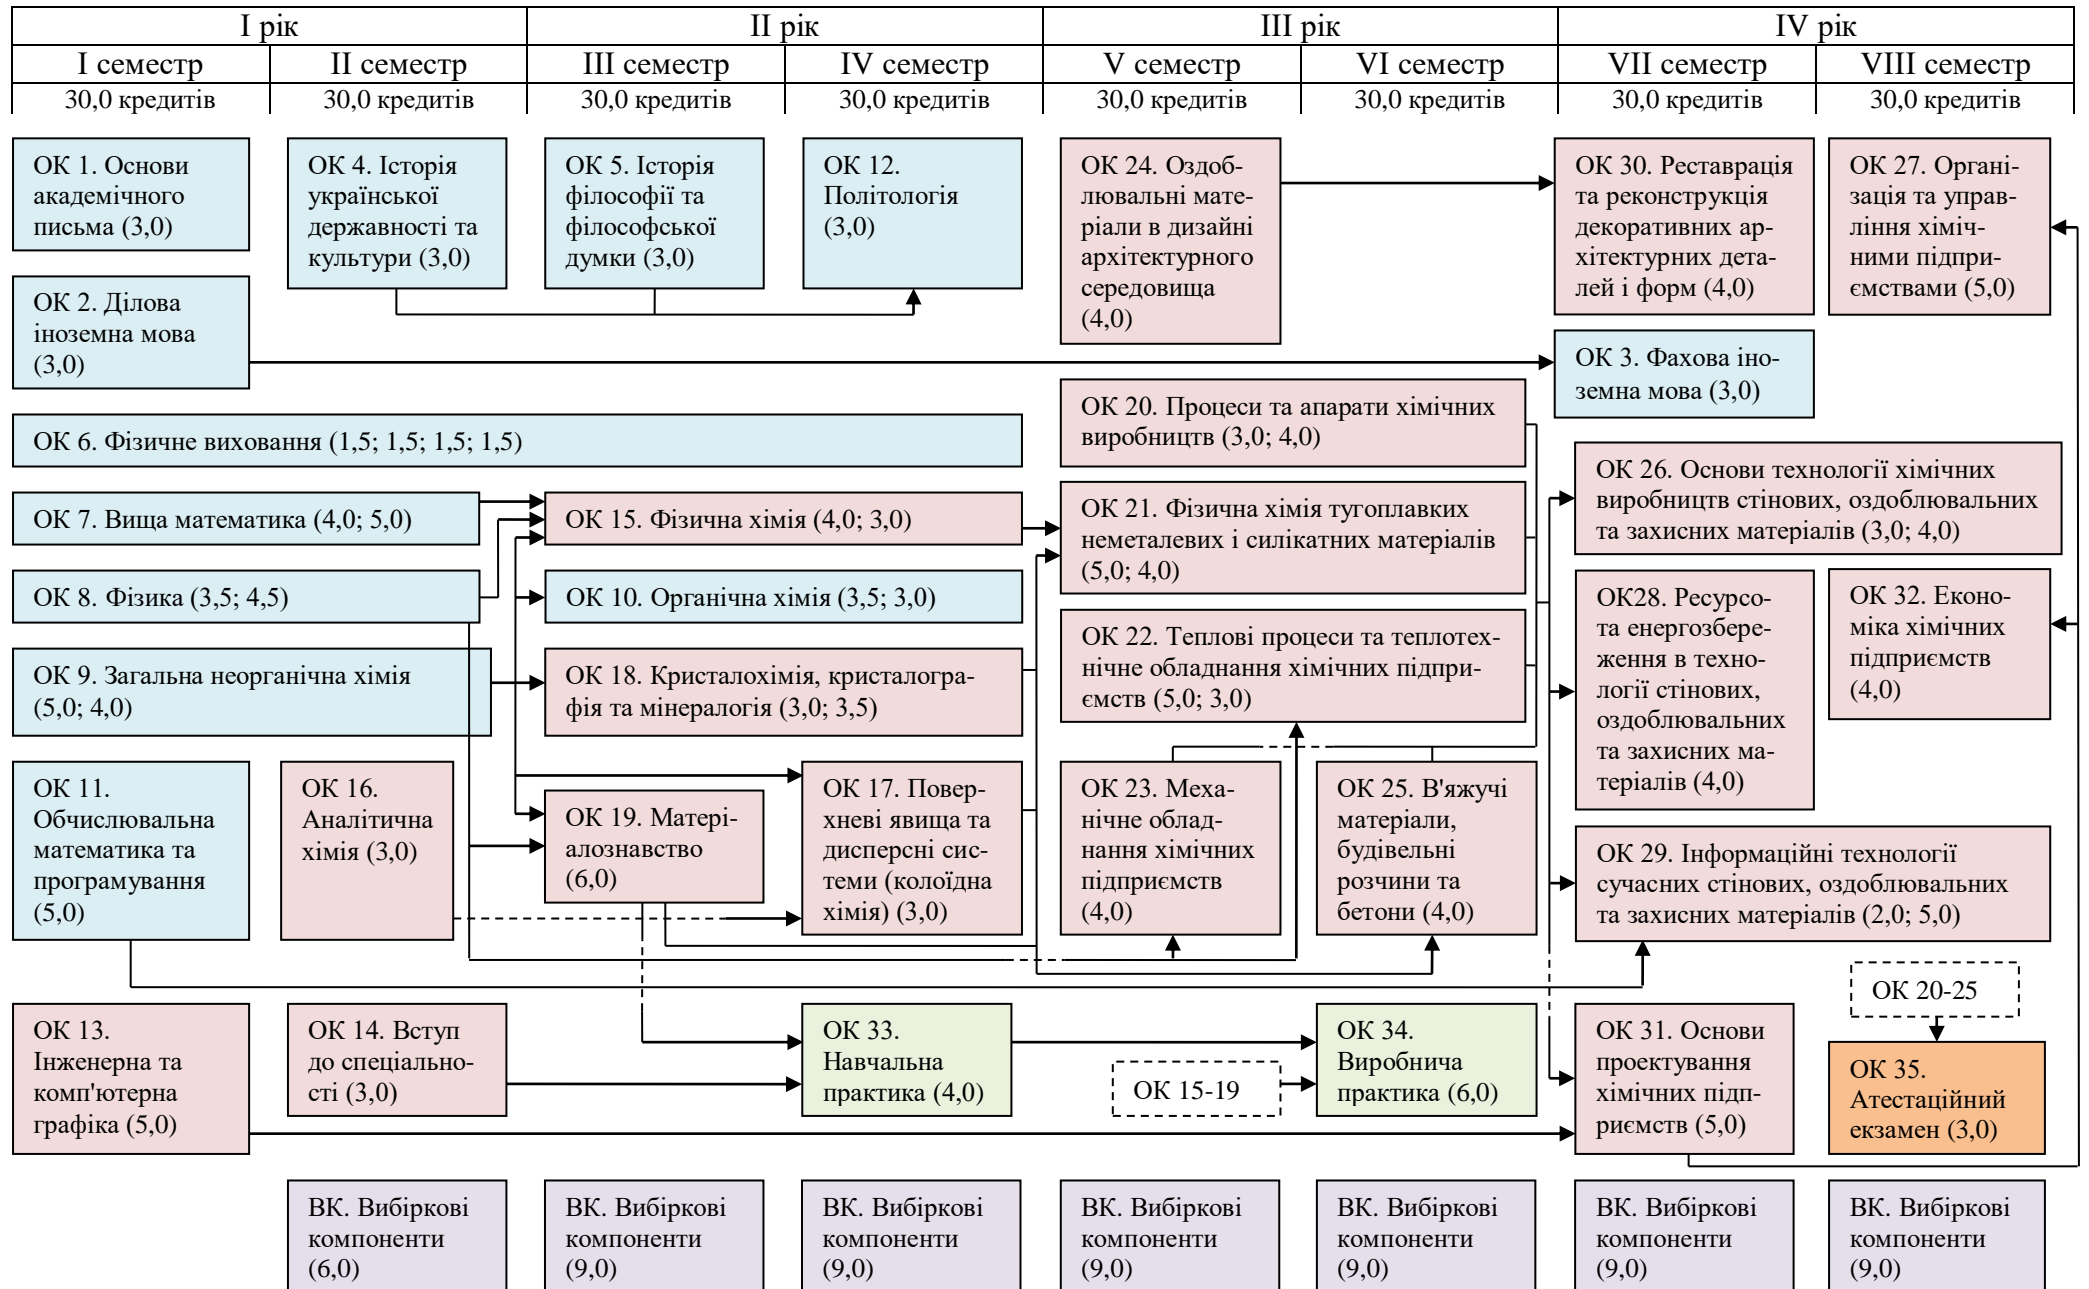 І рік
ІІ рік
ІІІ рік
IV рік
І семестр
ІІ семестр
ІІІ семестр
IV семестр
V семестр
VI семестр
VII семестр
VIII семестр
30,0 кредитів
30,0 кредитів
30,0 кредитів
30,0 кредитів
30,0 кредитів
30,0 кредитів
30,0 кредитів
30,0 кредитів
ОК 1. Основи
академічного
письма (3,0)
ОК 4. Історія
української
державності та
культури (3,0)
ОК 5. Історія
філософії та
філософської
думки (3,0)
ОК 12.
Політологія
(3,0)
ОК 24. Оздоб-
лювальні мате-
ріали в дизайні
архітектурного
середовища
(4,0)
ОК 30. Реставрація
та реконструкція
декоративних ар-
хітектурних дета-
лей і форм (4,0)
ОК 27. Органі-
зація та управ-
ління хіміч-
ними підпри-
ємствами (5,0)
ОК 2. Ділова
іноземна мова
(3,0)
ОК 3. Фахова іно-
земна мова (3,0)
ОК 6. Фізичне виховання (1,5; 1,5; 1,5; 1,5)
ОК 20. Процеси та апарати хімічних
виробництв (3,0; 4,0)
ОК 26. Основи технології хімічних
виробництв стінових, оздоблювальних
та захисних матеріалів (3,0; 4,0)
ОК 7. Вища математика (4,0; 5,0)
ОК 15. Фізична хімія (4,0; 3,0)
ОК 21. Фізична хімія тугоплавких
неметалевих і силікатних матеріалів
(5,0; 4,0)
ОК 8. Фізика (3,5; 4,5)
ОК 10. Органічна хімія (3,5; 3,0)
ОК 22. Теплові процеси та теплотех-
нічне обладнання хімічних підпри-
ємств (5,0; 3,0)
ОК28. Ресурсо-
та енергозбере-
ження в техно-
логії стінових,
оздоблювальних
та захисних ма-
теріалів (4,0)
ОК 32. Еконо-
міка хімічних
підприємств
(4,0)
ОК 9. Загальна неорганічна хімія
(5,0; 4,0)
ОК 18. Кристалохімія, кристалогра-
фія та мінералогія (3,0; 3,5)
ОК 11.
Обчислювальна
математика та
програмування
(5,0)
ОК 16.
Аналітична
хімія (3,0)
ОК 19. Матері-
алознавство
(6,0)
ОК 17. Повер-
хневі явища та
дисперсні сис-
теми (колоїдна
хімія) (3,0)
ОК 23. Меха-
нічне облад-
нання хімічних
підприємств
(4,0)
ОК 25. В'яжучі
матеріали,
будівельні
розчини та
бетони (4,0)
ОК 29. Інформаційні технології
сучасних стінових, оздоблювальних
та захисних матеріалів (2,0; 5,0)
ОК 20-25
ОК 13.
Інженерна та
комп'ютерна
графіка (5,0)
ОК 14. Вступ
до спеціально-
сті (3,0)
ОК 33.
Навчальна
практика (4,0)
ОК 15-19
ОК 34.
Виробнича
практика (6,0)
ОК 31. Основи
проектування
хімічних підп-
риємств (5,0)
ОК 35.
Атестаційний
екзамен (3,0)
ВК. Вибіркові
компоненти
(6,0)
ВК. Вибіркові
компоненти
(9,0)
ВК. Вибіркові
компоненти
(9,0)
ВК. Вибіркові
компоненти
(9,0)
ВК. Вибіркові
компоненти
(9,0)
ВК. Вибіркові
компоненти
(9,0)
ВК. Вибіркові
компоненти
(9,0)